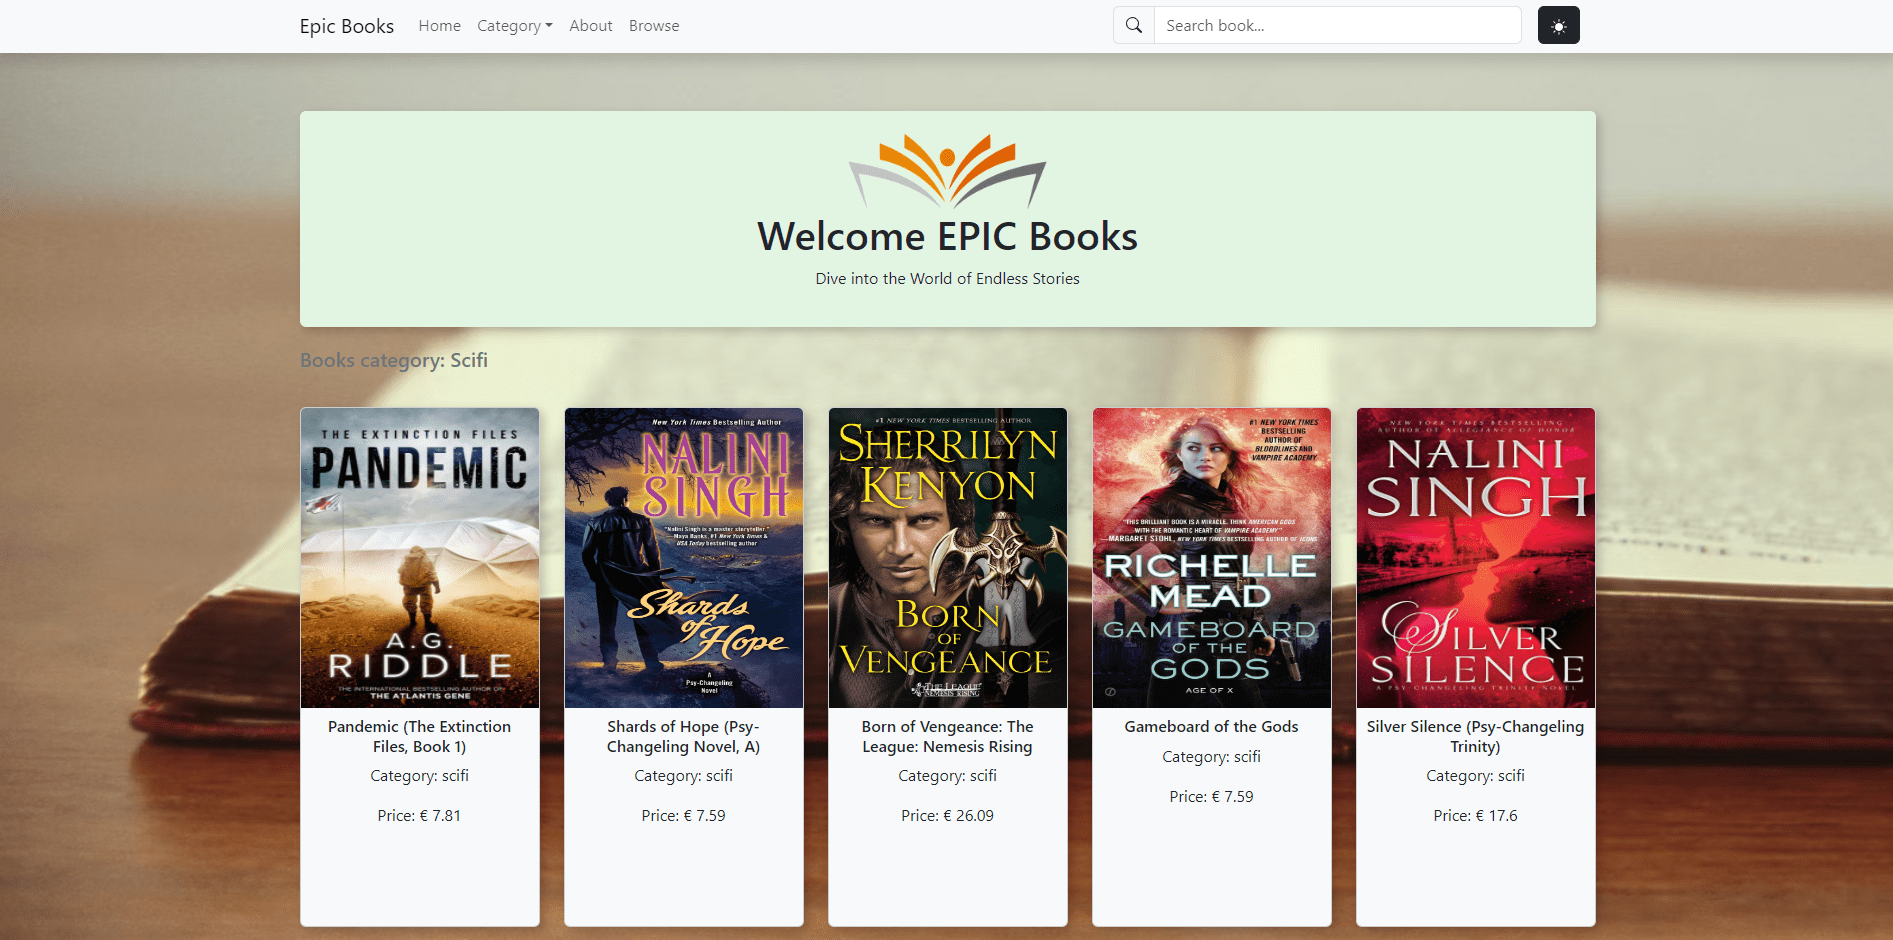 Epic Books
Home
Category
About
Browse
Search book...
Welcome EPIC Books
Dive into the World of Endless Stories
Books category: Scifi
THE EXTINCTION FILES
PANDEMIC
A.G.
RIDDLE
THE INTERNATIONAL BESTSELLING AUTHOR OF
THE ATLANTIS GENE
Pandemic (The Extinction
Files, Book 1)
Category: scifi
Price: € 7.81
New York Times Bestselling Author
NALINI
SINGH
"Nalini Singh is a master storyteller."
Maya Banks, #1 New York Times &
USA Today bestselling author
Shards
of
Hope
A
Psy-Changeling
Novel
Shards of Hope (Psy-
Changeling Novel, A)
Category: scifi
Price: € 7.59
#1 NEW YORK TIMES BESTSELLING AUTHOR
SHERRILYN
KENYON
BORN
OF
VENGEANCE
THE LEAGUE
NEMESIS RISING
Born of Vengeance: The
League: Nemesis Rising
Category: scifi
Price: € 26.09
#1 NEW YORK TIMES
BESTSELLING
AUTHOR OF
BLOODLINES AND
VAMPIRE ACADEMY
"THIS BRILLIANT BOOK IS A MIRACLE. THINK AMERICAN GODS
WITH THE ROMANTIC HEART OF VAMPIRE ACADEMY."
—MARGARET STOHL, NEW YORK TIMES BESTSELLING AUTHOR OF ICONS
RICHELLE
MEAD
GAMEBOARD
OF THE
GODS
AGE OF X
Gameboard of the Gods
Category: scifi
Price: € 7.59
NEW YORK TIMES BESTSELLING
AUTHOR OF ALLEGIANCE OF HONOR
NALINI
SINGH
SILVER
SILENCE
A PSY-CHANGELING TRINITY NOVEL
Silver Silence (Psy-Changeling
Trinity)
Category: scifi
Price: € 17.6